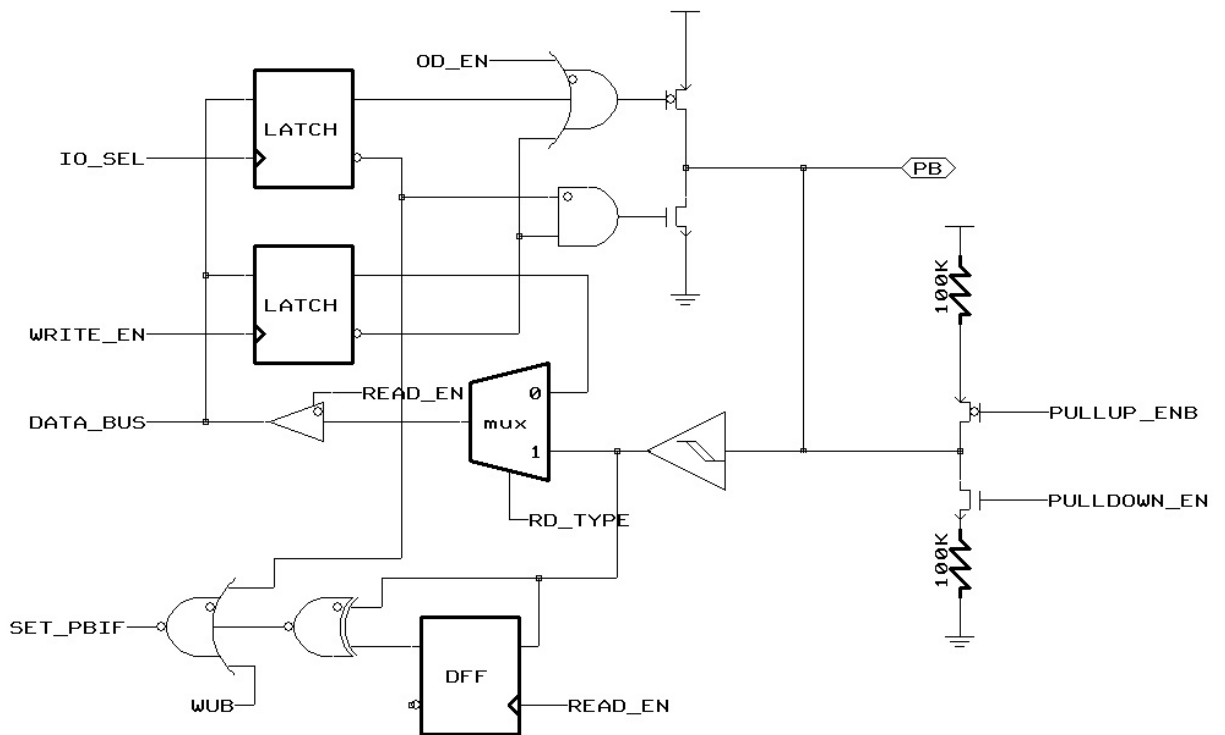 OD_EN
LATCH
IO_SEL
PB
LATCH
WRITE_EN
100K
READ_EN
DATA_BUS
0
mux
1
PULLUP_ENB
RD_TYPE
PULLDOWN_EN
100K
SET_PBIF
DFF
WUB
READ_EN